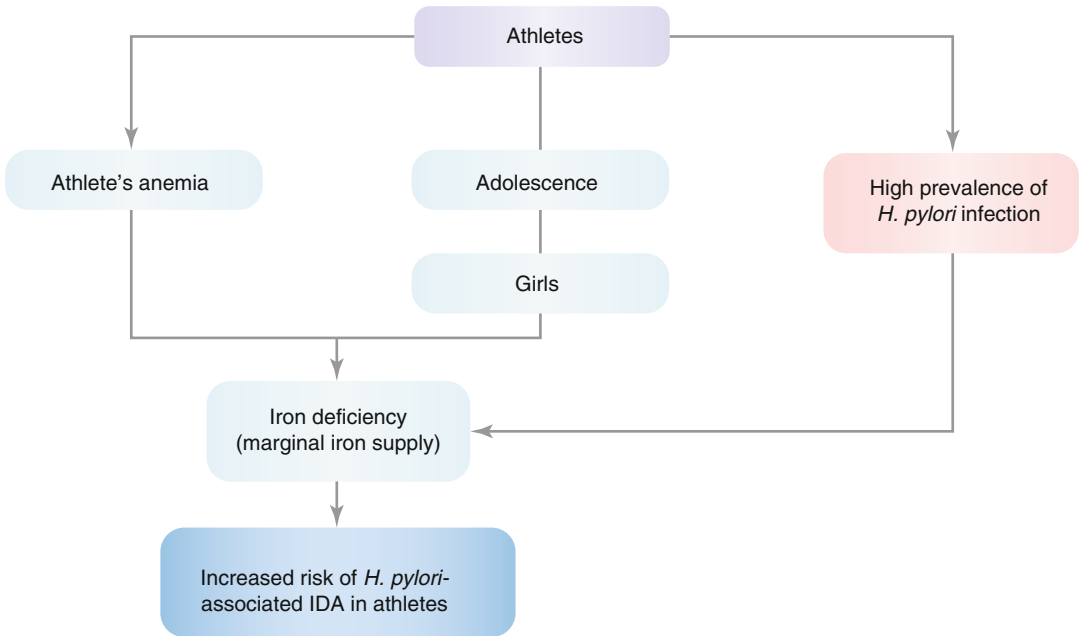 Athletes
Athlete's anemia
Adolescence
High prevalence of
H. pylori infection
Girls
Iron deficiency
(marginal iron supply)
Increased risk of H. pylori-
associated IDA in athletes